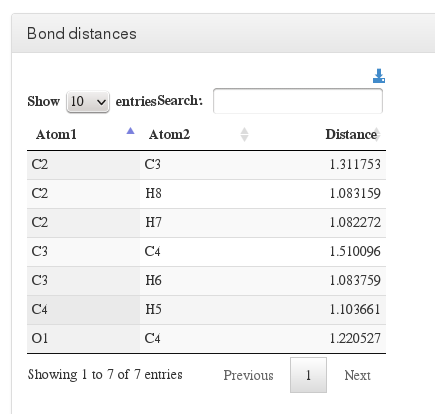 Bond distances
Show 10 entries Search:
Atom1 Atom2 Distance
C2 C3 1.311753
C2 H8 1.083159
C2 H7 1.082272
C3 C4 1.510096
C3 H6 1.083759
C4 H5 1.103661
O1 C4 1.220527
Showing 1 to 7 of 7 entries Previous 1 Next